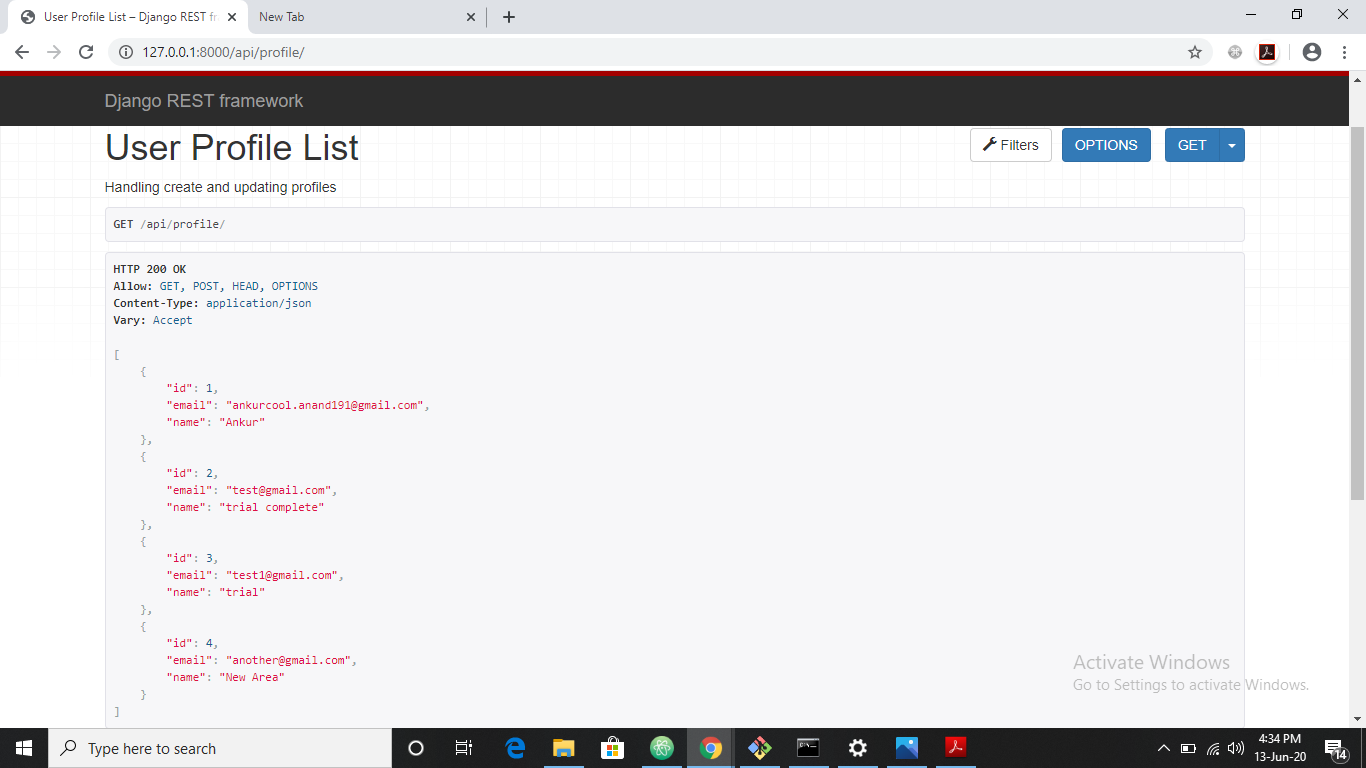 User Profile List – Django REST fr
New Tab
127.0.0.1:8000/api/profile/
Django REST framework
User Profile List
Filters
OPTIONS
GET
Handling create and updating profiles
GET /api/profile/
HTTP 200 OK
Allow: GET, POST, HEAD, OPTIONS
Content-Type: application/json
Vary: Accept
[
{
"id": 1,
"email": "ankurcool.anand191@gmail.com",
"name": "Ankur"
},
{
"id": 2,
"email": "test@gmail.com",
"name": "trial complete"
},
{
"id": 3,
"email": "test1@gmail.com",
"name": "trial"
},
{
"id": 4,
"email": "another@gmail.com",
"name": "New Area"
}
]
Activate Windows
Go to Settings to activate Windows.
Type here to search
4:34 PM
13-Jun-20
14